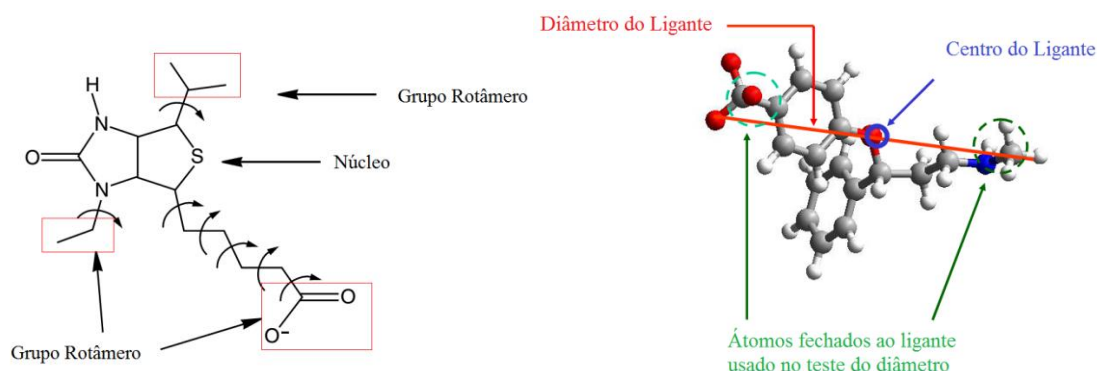 H
N
O
N
S
O
O-
Grupo Rotâmero
Núcleo
Grupo Rotâmero
Diâmetro do Ligante
Centro do Ligante
Átomos fechados ao ligante
usado no teste do diâmetro